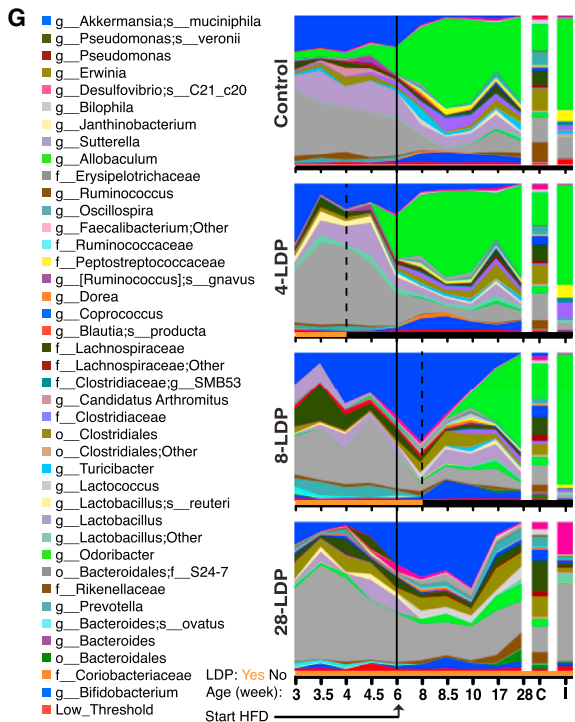 G
g__Akkermansia;s__muciniphila
g__Pseudomonas;s__veronii
g__Pseudomonas
g__Erwinia
g__Desulfovibrio;s__C21_c20
g__Bilophila
g__Janthinobacterium
g__Sutterella
g__Allobaculum
f__Erysipelotrichaceae
g__Ruminococcus
g__Oscillospira
g__Faecalibacterium;Other
f__Ruminococcaceae
f__Peptostreptococcaceae
g__[Ruminococcus];s__gnavus
g__Dorea
g__Coprococcus
g__Blautia;s__producta
f__Lachnospiraceae
f__Lachnospiraceae;Other
f__Clostridiaceae;g__SMB53
g__Candidatus Arthromitus
f__Clostridiaceae
o__Clostridiales
o__Clostridiales;Other
g__Turicibacter
g__Lactococcus
g__Lactobacillus;s__reuteri
g__Lactobacillus
g__Lactobacillus;Other
g__Odoribacter
o__Bacteroidales;f__S24-7
f__Rikenellaceae
g__Prevotella
g__Bacteroides;s__ovatus
g__Bacteroides
o__Bacteroidales
f__Coriobacteriaceae
g__Bifidobacterium
Low_Threshold
Control
4-LDP
8-LDP
28-LDP
LDP: Yes No
Age (week): 3 3.5 4 4.5 6 8 8.5 10 17 28 C I
Start HFD